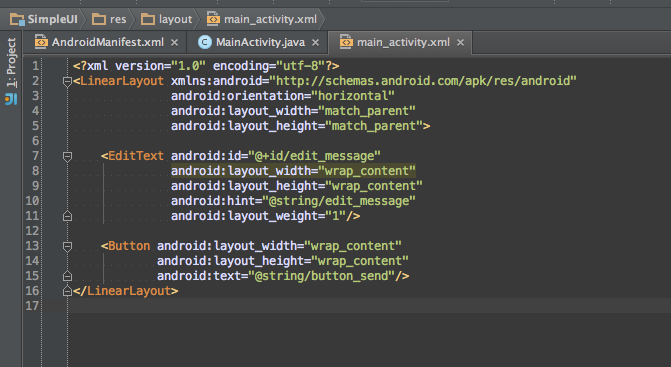 SimpleUI res layout main_activity.xml
AndroidManifest.xml MainActivity.java main_activity.xml
1: Project
1 <?xml version="1.0" encoding="utf-8"?>
2 <LinearLayout xmlns:android="http://schemas.android.com/apk/res/android"
3 android:orientation="horizontal"
4 android:layout_width="match_parent"
5 android:layout_height="match_parent">
6
7 <EditText android:id="@+id/edit_message"
8 android:layout_width="wrap_content"
9 android:layout_height="wrap_content"
10 android:hint="@string/edit_message"
11 android:layout_weight="1"/>
12
13 <Button android:layout_width="wrap_content"
14 android:layout_height="wrap_content"
15 android:text="@string/button_send"/>
16 </LinearLayout>
17